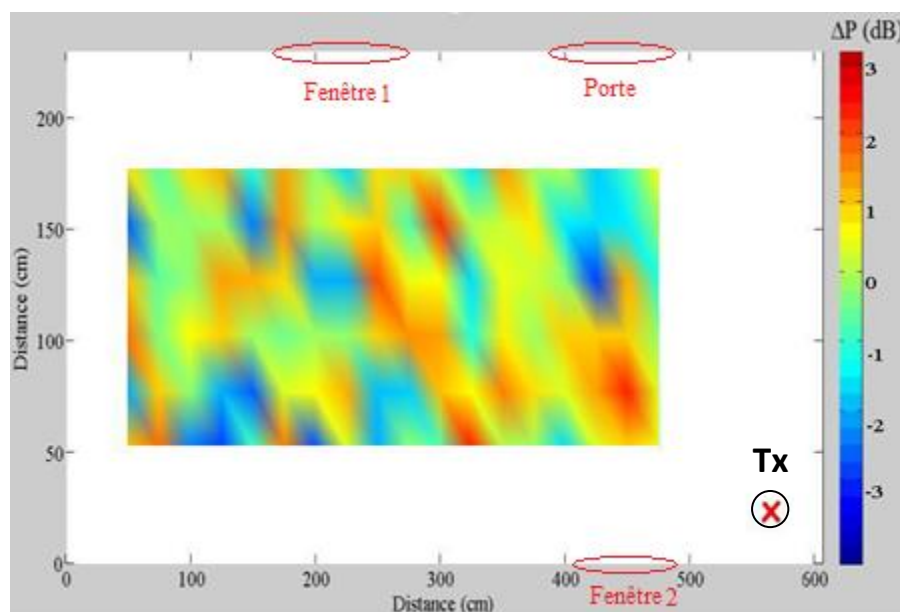 ΔP (dB)
Fenêtre 1
Porte
3
2
1
0
-1
-2
-3
200
150
100
50
0
Distance (cm)
Tx
X
0
100
200
300
400
500
600
Fenêtre 2
Distance (cm)